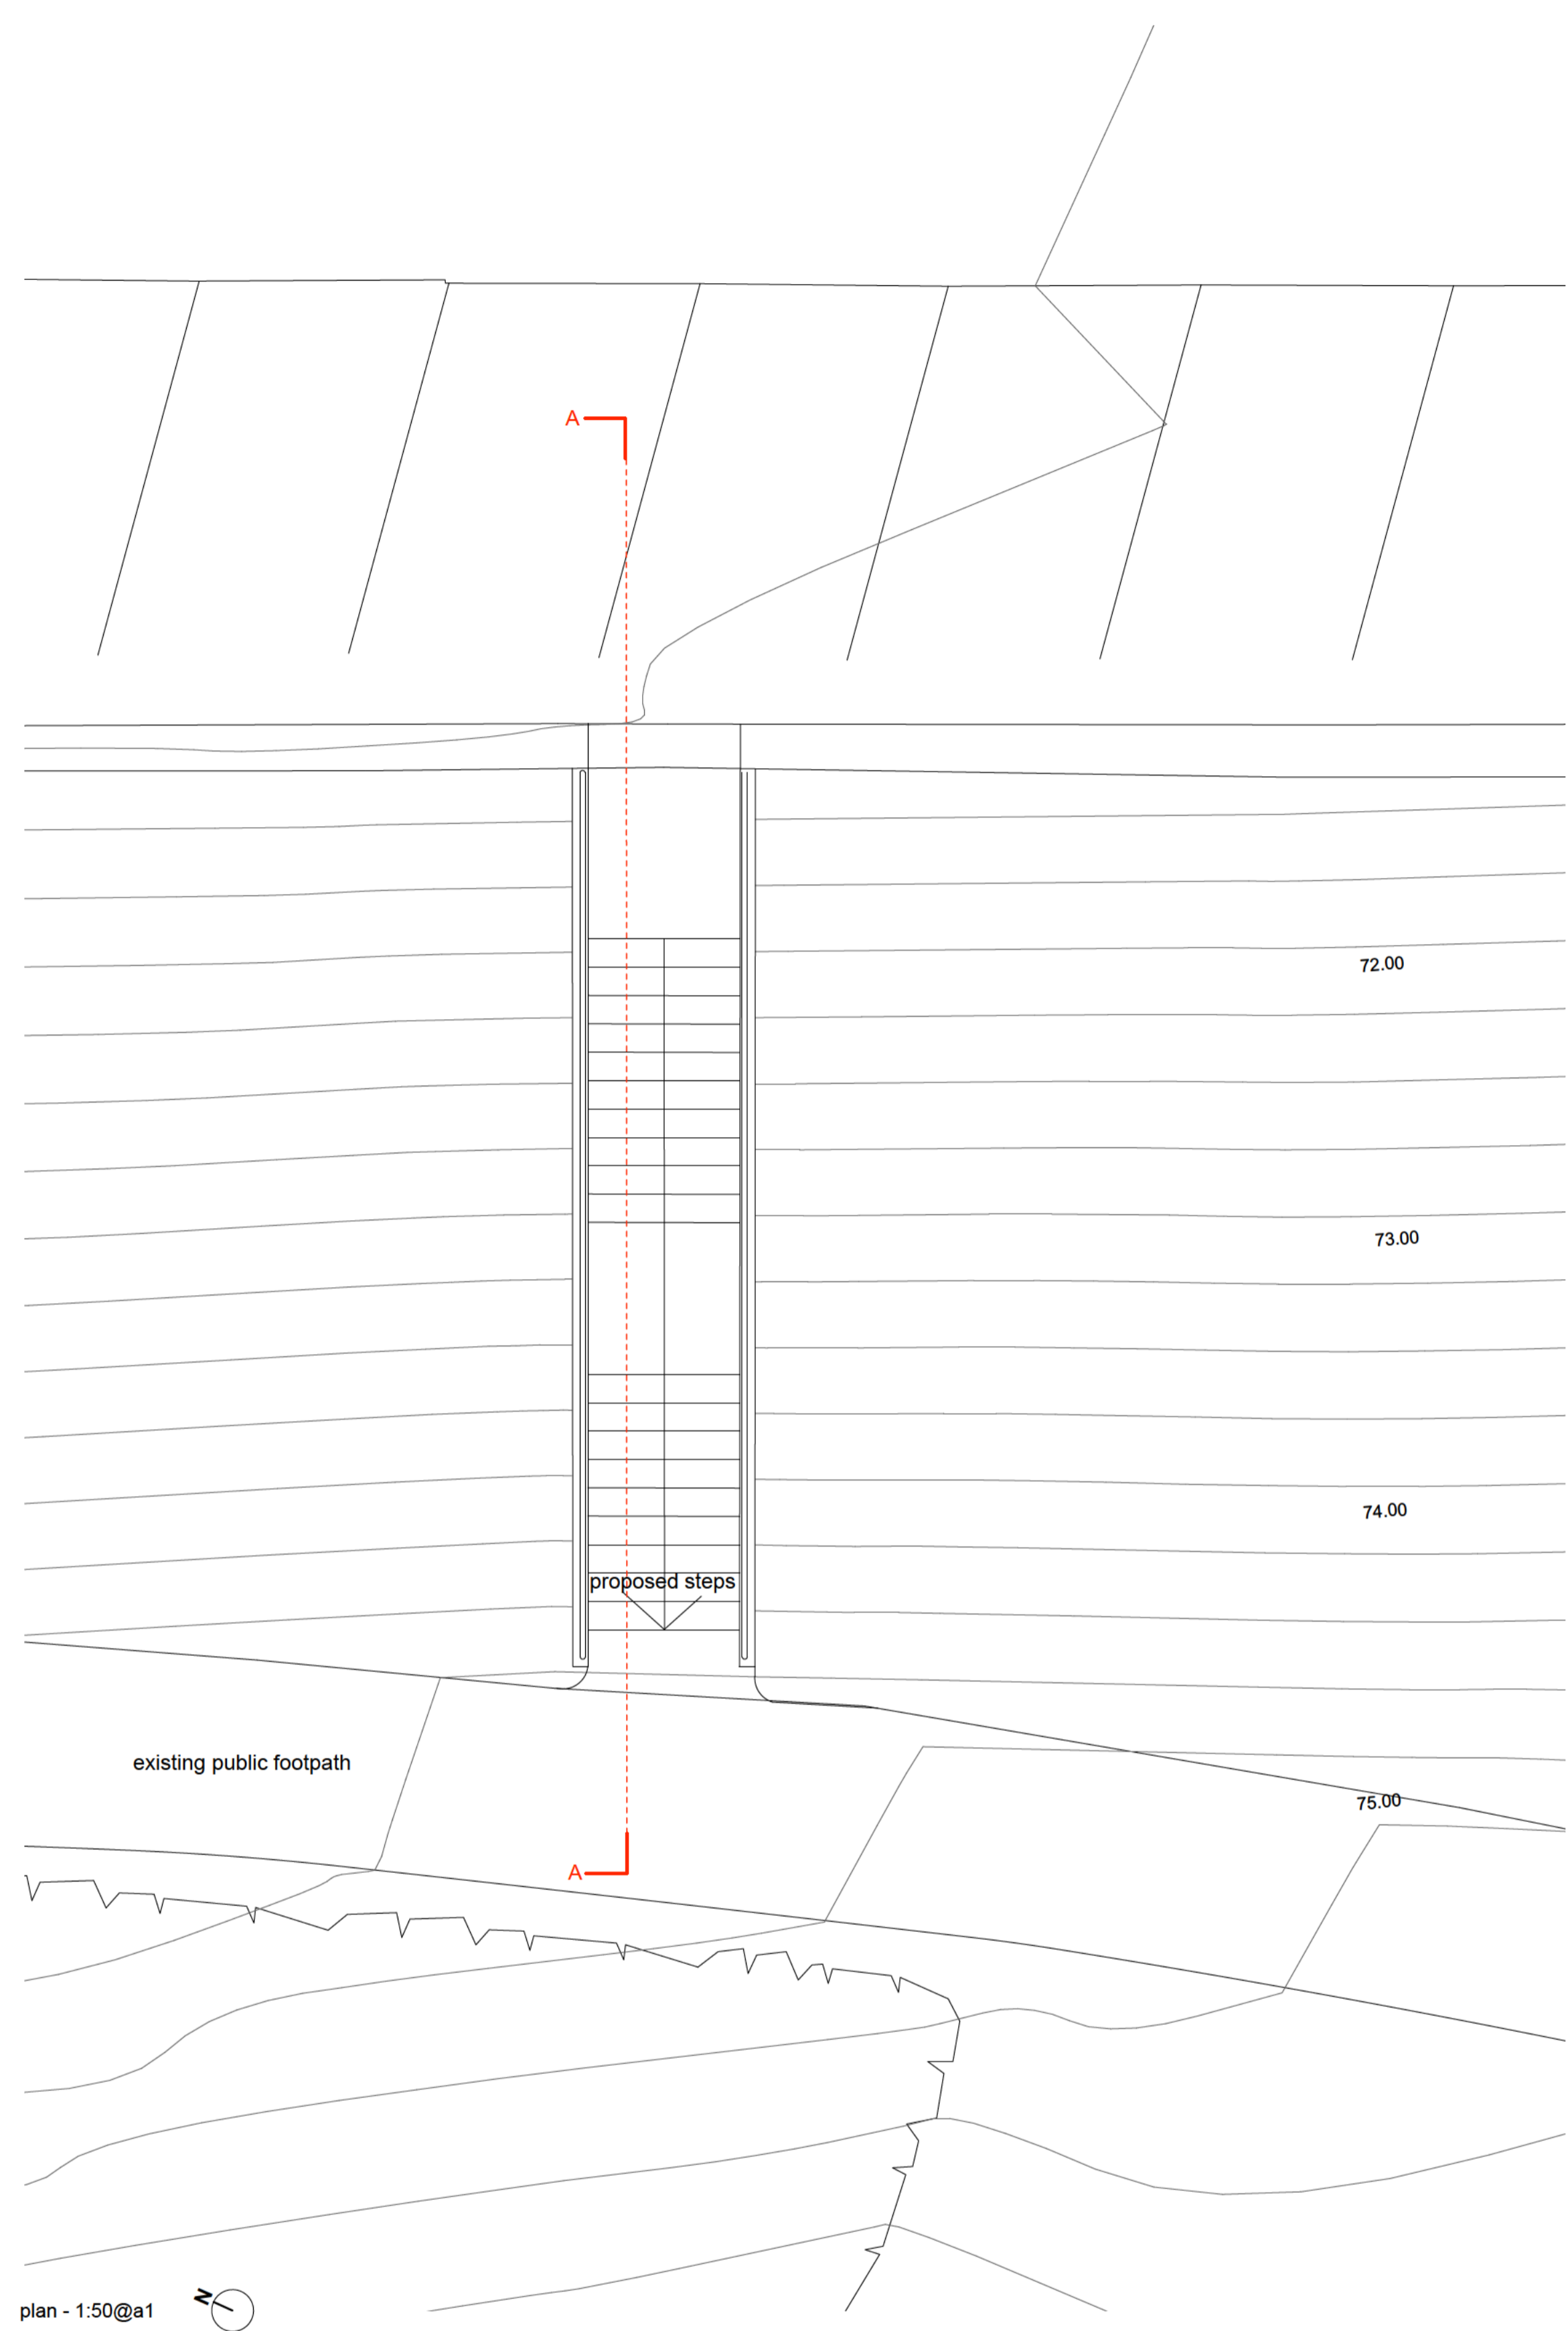 A
72.00
73.00
74.00
proposed steps
existing public footpath
75.00
A
plan - 1:50@a1
N